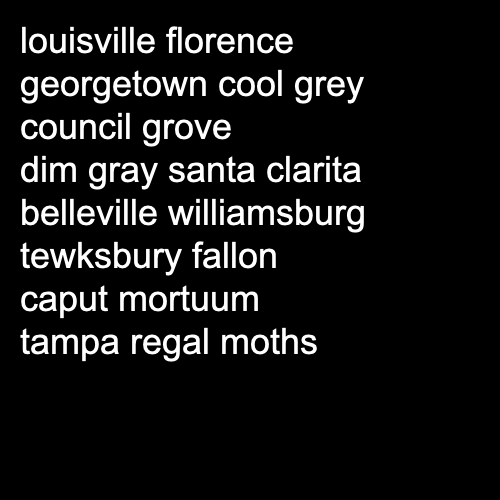 louisville florence
georgetown cool grey
council grove
dim gray santa clarita
belleville williamsburg
tewksbury fallon
caput mortuum
tampa regal moths